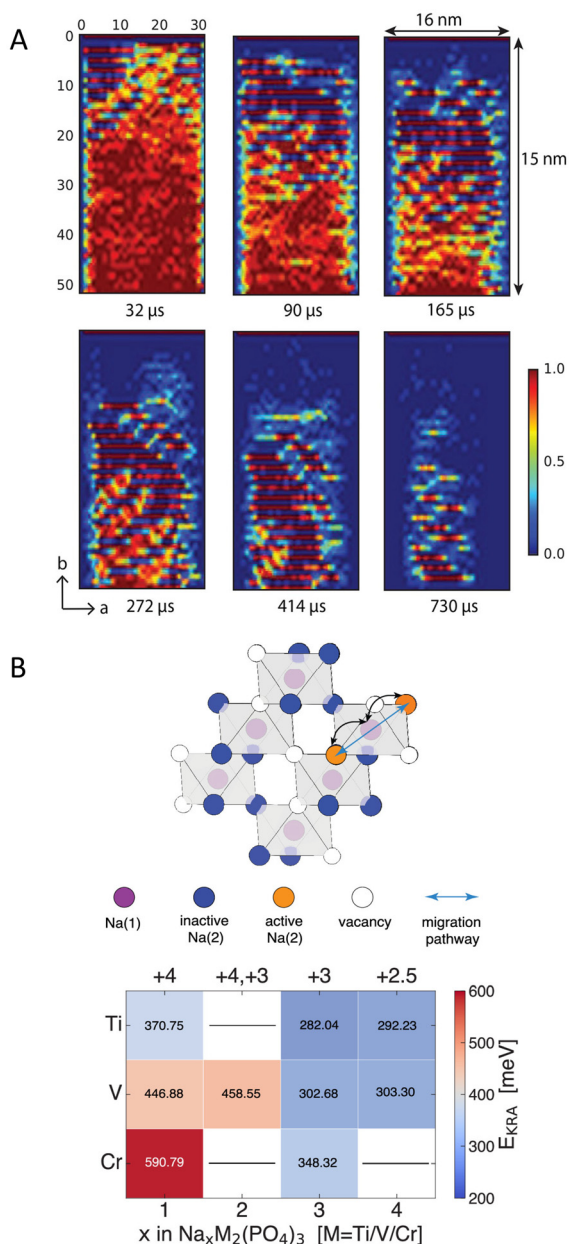 A
0 10 20 30
0
10
20
30
40
50
16 nm
15 nm
32 µs 90 µs 165 µs
1.0
0.5
0.0
b
a
272 µs 414 µs 730 µs
B
Na(1) inactive Na(2) active Na(2) vacancy migration pathway
+4 +4,+3 +3 +2.5
Ti 370.75 282.04 292.23
V 446.88 458.55 302.68 303.30
Cr 590.79 348.32
1 2 3 4
x in NaxM2(PO4)3 [M=Ti/V/Cr]
600
500
400
300
200
EKRA [meV]